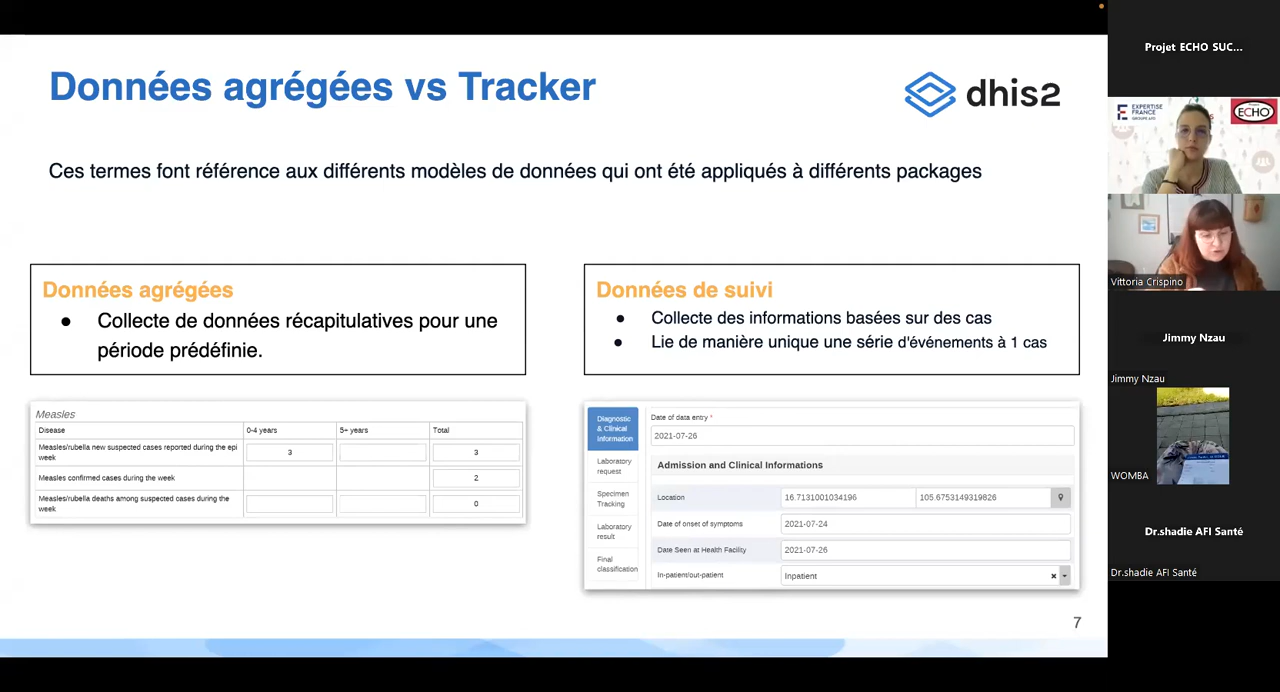 Données agrégées vs Tracker
dhis2
Ces termes font référence aux différents modèles de données qui ont été appliqués à différents packages
Données agrégées
● Collecte de données récapitulatives pour une
période prédéfinie.
Données de suivi
● Collecte des informations basées sur des cas
● Lie de manière unique une série d'événements à 1 cas
Measles
Disease 0-4 years 5+ years Total
Measles/rubella new suspected cases reported during the epi
week 3 3
Measles confirmed cases during the week 2
Measles/rubella deaths among suspected cases during the
week 0
Diagnostic
& Clinical
Information
Laboratory
request
Specimen
Tracking
Laboratory
result
Final
classification
Date of data entry *
2021-07-26
Admission and Clinical Informations
Location 16.7131001034196 105.6753149319826
Date of onset of symptoms 2021-07-24
Date Seen at Health Facility 2021-07-26
In-patient/out-patient Inpatient
7
Projet ECHO SUC...
EXPERTISE
FRANCE
GROUPE AFD
ECHO
Vittoria Crispino
Jimmy Nzau
Jimmy Nzau
WOMBA
Dr.shadie AFI Santé
Dr.shadie AFI Santé